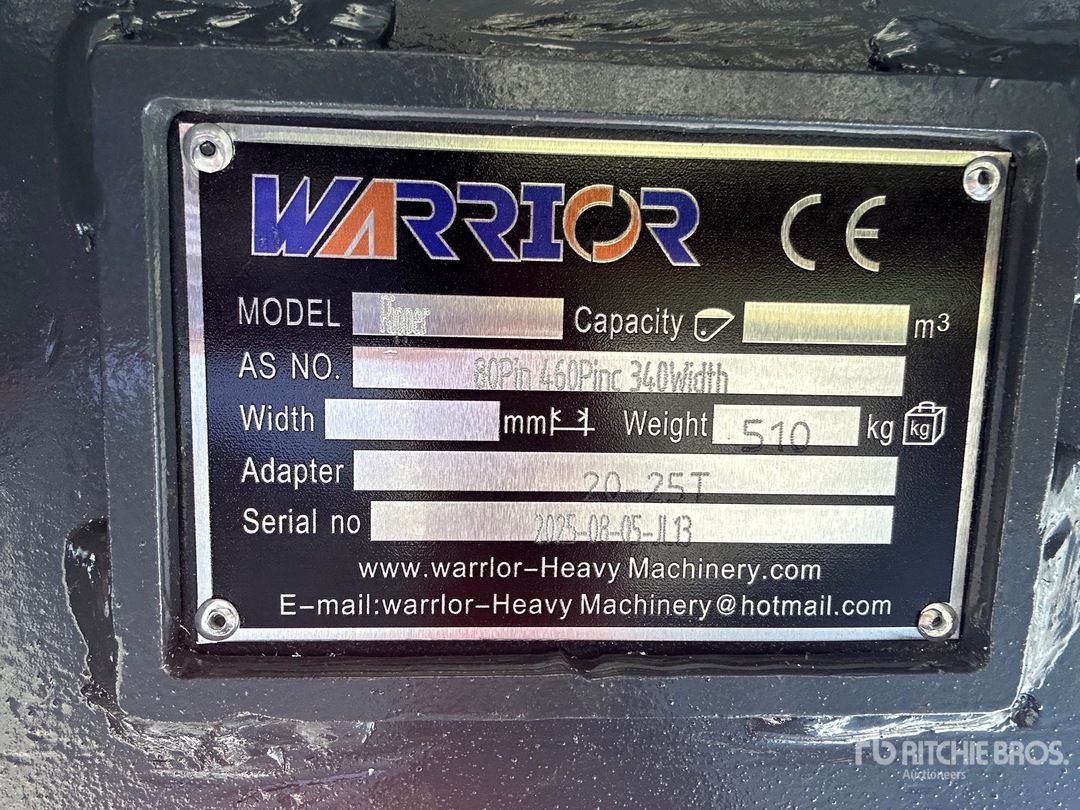 WARRIOR CE
MODEL Ripper Capacity m³
AS NO. 80Pin 460Pinc 340Width
Width mm Weight 510 kg kg
Adapter 20-25T
Serial no 2025-08-05-JL13
www.warrlor-Heavy Machinery.com
E-mail:warrlor-Heavy Machinery@hotmail.com
rb RITCHIE BROS.
Auctioneers